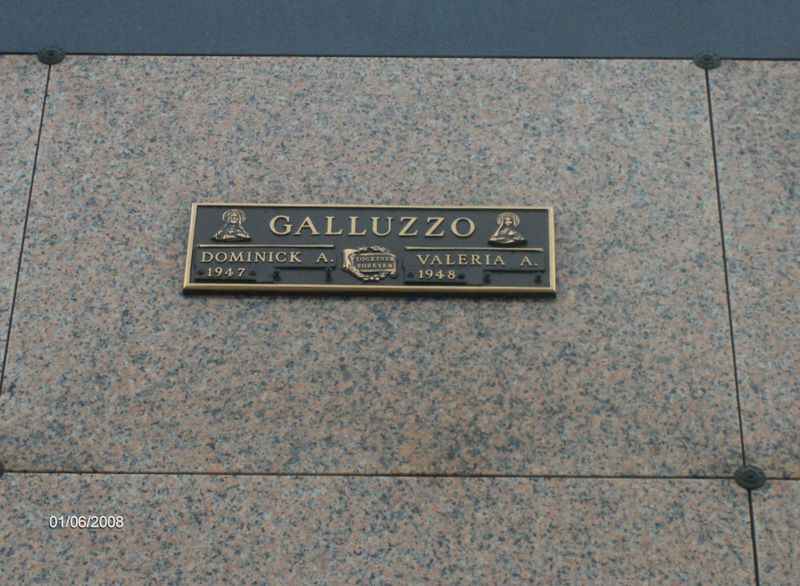 GALLUZZO
DOMINICK A. VALERIA A.
TOGETHER
FOREVER
1947 1948
01/06/2008